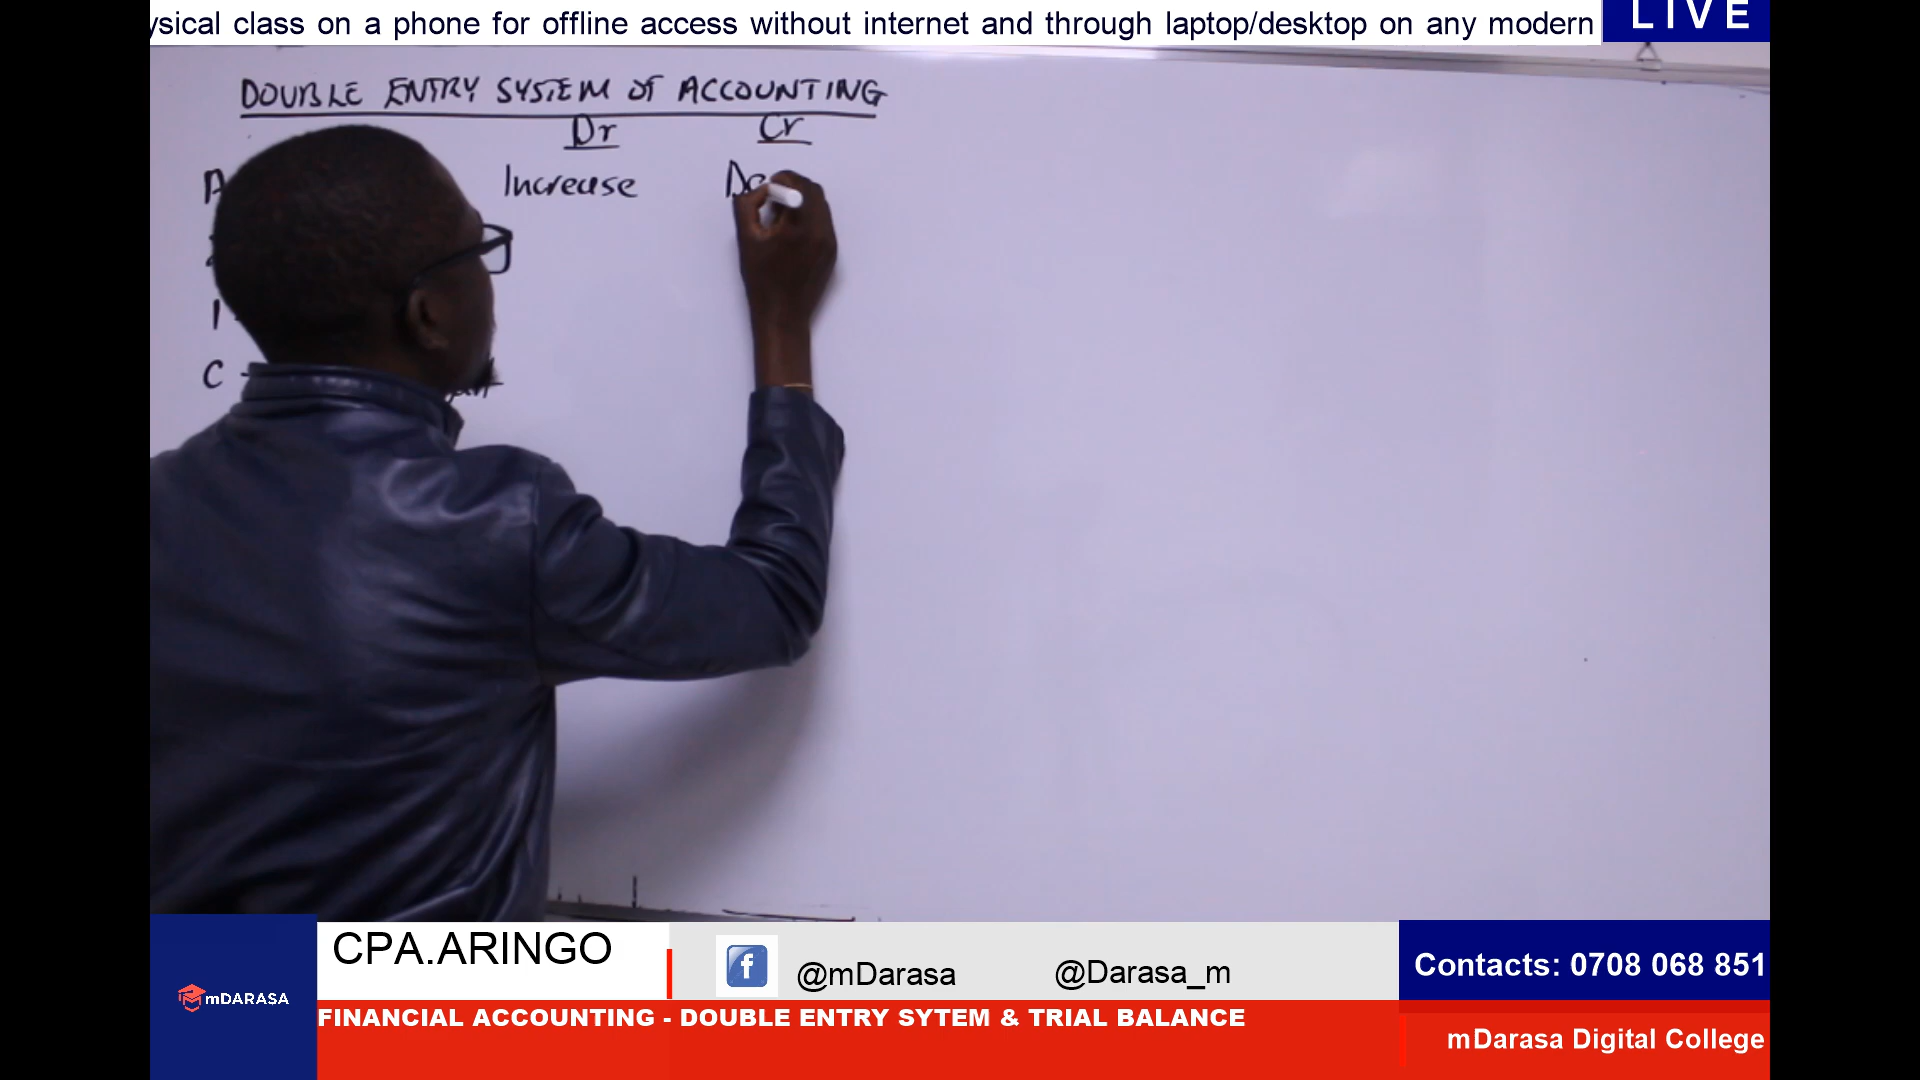 ysical class on a phone for offline access without internet and through laptop/desktop on any modern
LIVE
DOUBLE ENTRY SYSTEM OF ACCOUNTING
Dr Cr
A Increase De
I
C
CPA.ARINGO
f @mDarasa @Darasa_m
Contacts: 0708 068 851
mDARASA
FINANCIAL ACCOUNTING - DOUBLE ENTRY SYTEM & TRIAL BALANCE
mDarasa Digital College